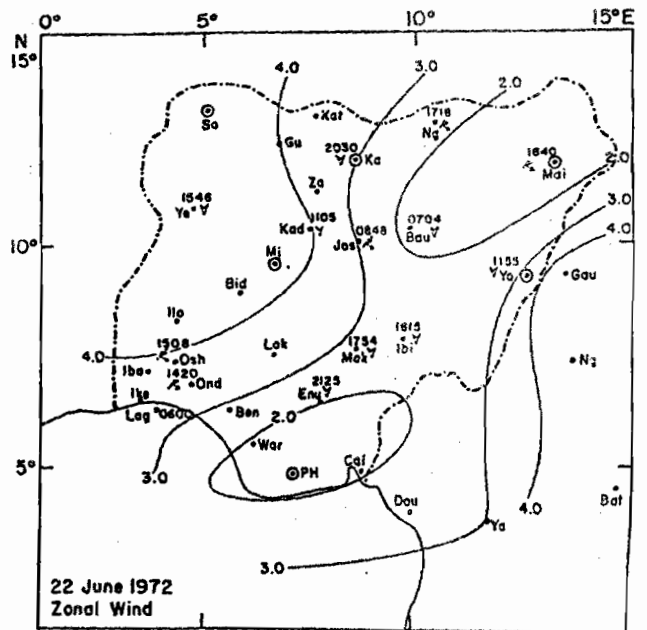 0° 5° 10° 15°E
N
15°
4.0 3.0 2.0
So Kat 1718
Ng
Gu 2030 Ka 1640
Mai 2.0
Za
1546
Ye 3.0
Kad 1105 0848 0704
Jos Bau 4.0
10°
Mi 1155
Yo Gau
Bid
Ilo
1508 Lok 1754 1615
4.0 Osh Mak Ibi
Iba 1420 Ng
Ond 2125
Ike Enu
Lag 0600 Ben 2.0
War
5° 3.0 PH Cal
Dou 4.0 Bat
Ya
3.0
22 June 1972
Zonal Wind